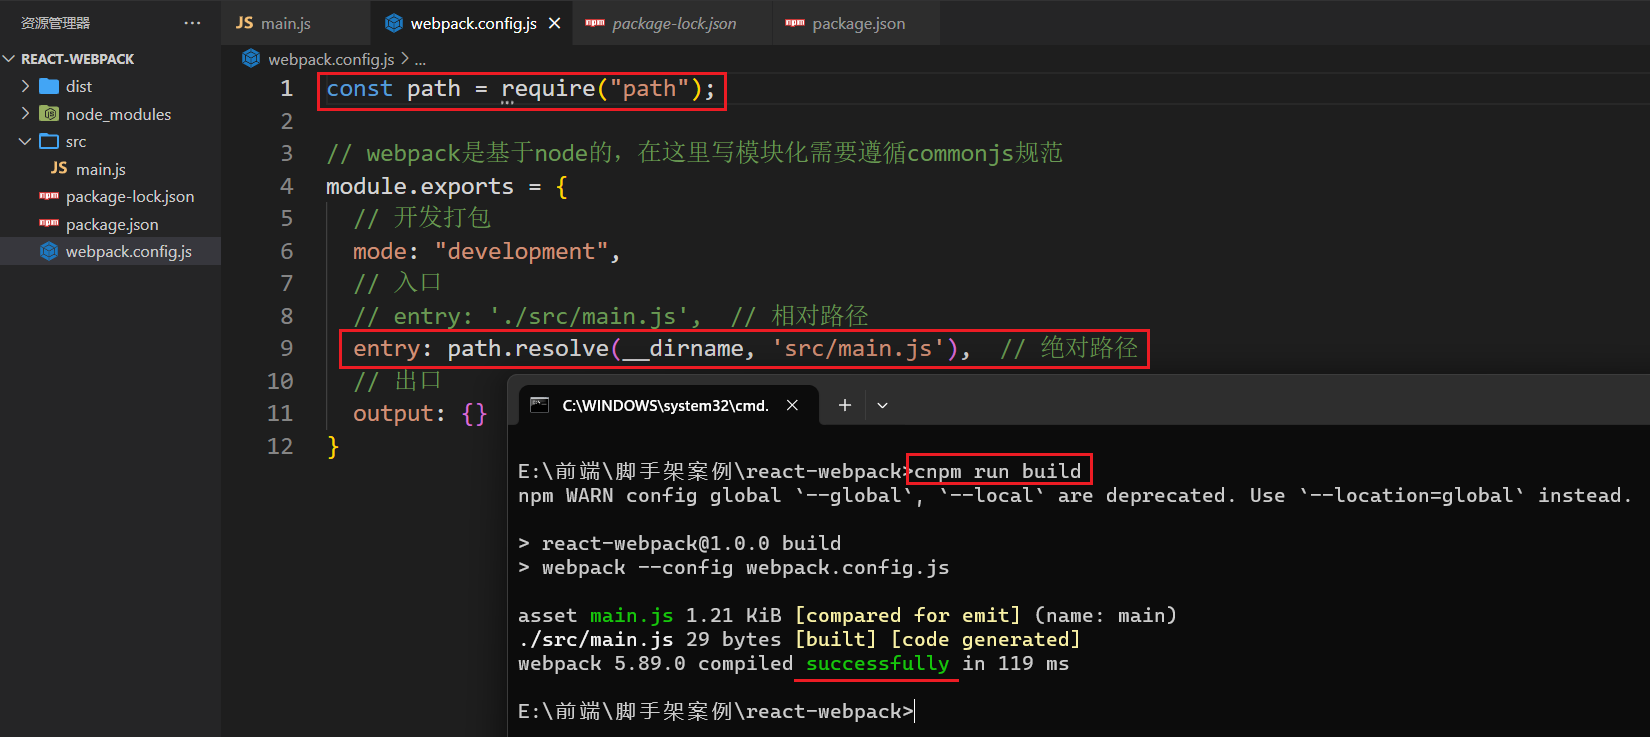 资源管理器 ···
JS main.js
webpack.config.js ×
npm package-lock.json
npm package.json
REACT-WEBPACK
dist
node_modules
src
JS main.js
npm package-lock.json
npm package.json
webpack.config.js
webpack.config.js > ...
1 const path = require("path");
2
3 // webpack是基于node的，在这里写模块化需要遵循commonjs规范
4 module.exports = {
5 // 开发打包
6 mode: "development",
7 // 入口
8 // entry: './src/main.js', // 相对路径
9 entry: path.resolve(__dirname, 'src/main.js'), // 绝对路径
10 // 出口
11 output: {}
12 }
C:\WINDOWS\system32\cmd. × +
E:\前端\脚手架案例\react-webpack>cnpm run build
npm WARN config global `--global`, `--local` are deprecated. Use `--location=global` instead.
> react-webpack@1.0.0 build
> webpack --config webpack.config.js
asset main.js 1.21 KiB [compared for emit] (name: main)
./src/main.js 29 bytes [built] [code generated]
webpack 5.89.0 compiled successfully in 119 ms
E:\前端\脚手架案例\react-webpack>